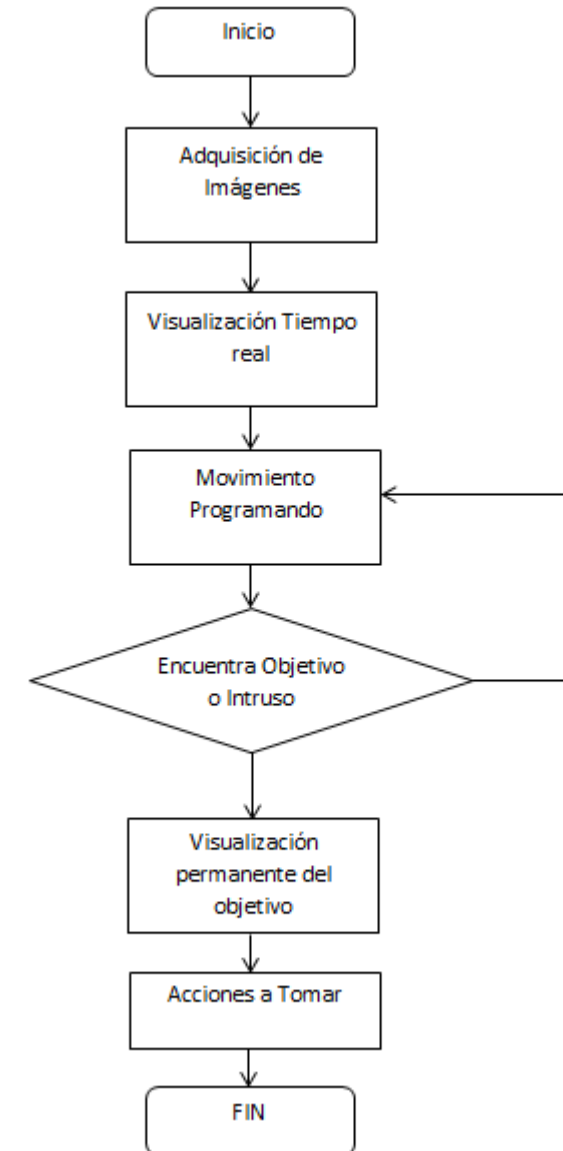 Inicio
Adquisición de
Imágenes
Visualización Tiempo
real
Movimiento
Programando
Encuentra Objetivo
o Intruso
Visualización
permanente del
objetivo
Acciones a Tomar
FIN